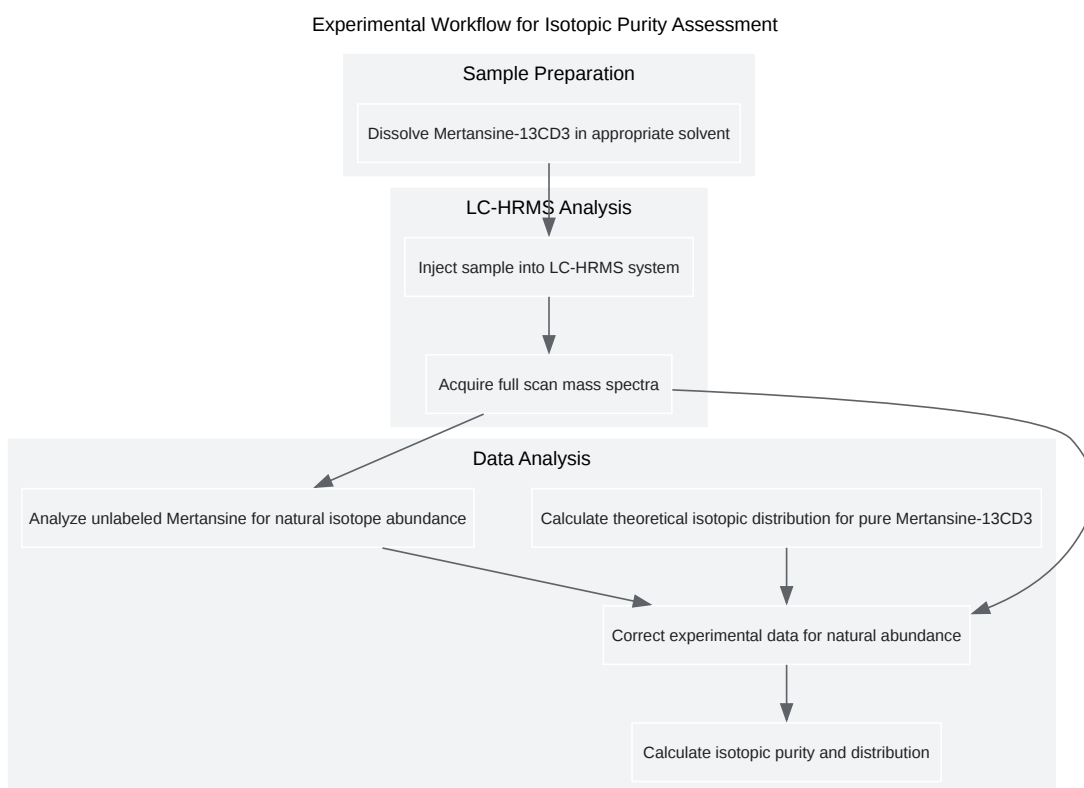 Experimental Workflow for Isotopic Purity Assessment
Sample Preparation
Dissolve Mertansine-13CD3 in appropriate solvent
LC-HRMS Analysis
Inject sample into LC-HRMS system
Acquire full scan mass spectra
Data Analysis
Analyze unlabeled Mertansine for natural isotope abundance
Calculate theoretical isotopic distribution for pure Mertansine-13CD3
Correct experimental data for natural abundance
Calculate isotopic purity and distribution